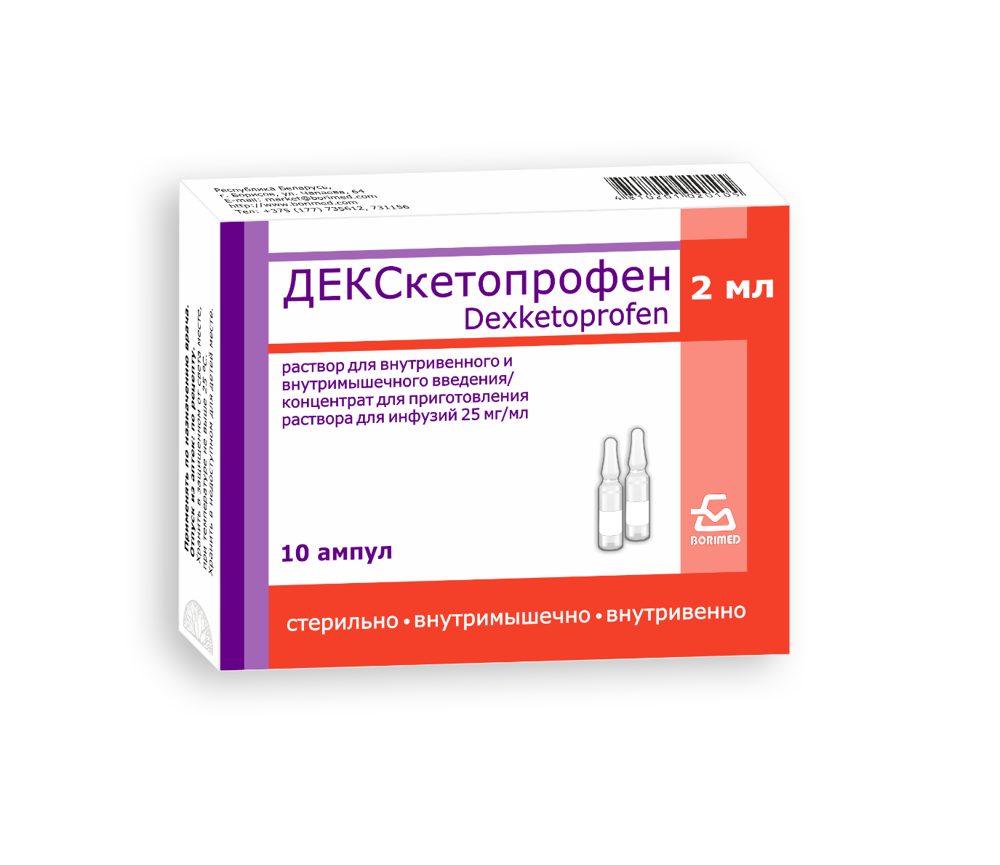 Республика Беларусь,
г. Борисов, ул. Чапаева, 64
E-mail: market@borimed.com
http://www.borimed.com
Тел: +375 (177) 735612, 731156
4810201020105
ДЕКСкетопрофен
Dexketoprofen
2 мл
раствор для внутривенного и
внутримышечного введения/
концентрат для приготовления
раствора для инфузий 25 мг/мл
10 ампул
BORIMED
стерильно • внутримышечно • внутривенно
Применять по назначению врача.
Отпуск из аптек: по рецепту.
Хранить в защищенном от света месте,
при температуре не выше 25 °С.
Хранить в недоступном для детей месте.